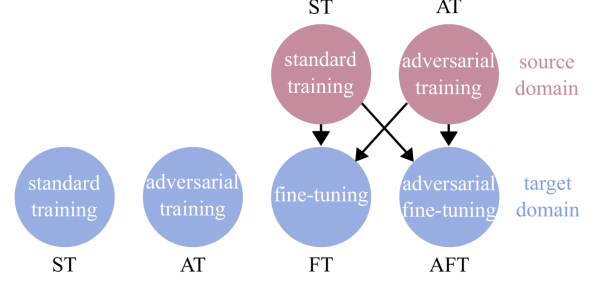 ST AT
standard training
adversarial training
source domain
standard training
adversarial training
fine-tuning
adversarial fine-tuning
target domain
ST AT FT AFT